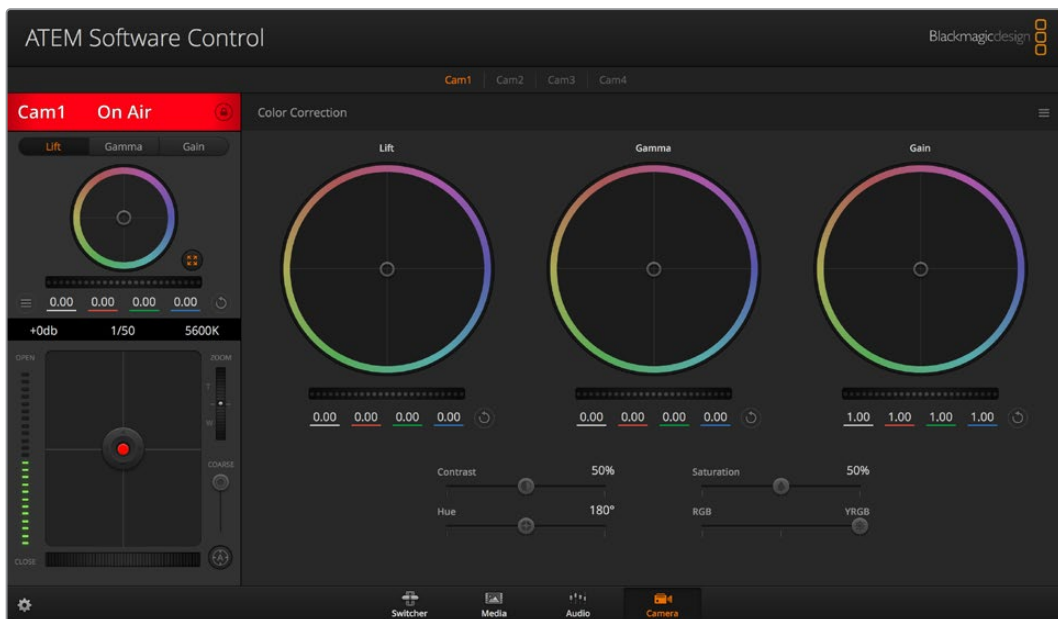 ATEM Software Control
Blackmagicdesign
Cam1 Cam2 Cam3 Cam4
Cam1 On Air
Color Correction
Lift Gamma Gain
Lift Gamma Gain
0.00 0.00 0.00 0.00
+0db 1/50 5600K
OPEN
ZOOM
T
W
COARSE
A
CLOSE
0.00 0.00 0.00 0.00
0.00 0.00 0.00 0.00
1.00 1.00 1.00 1.00
Contrast 50%
Saturation 50%
Hue 180°
RGB YRGB
Switcher Media Audio Camera